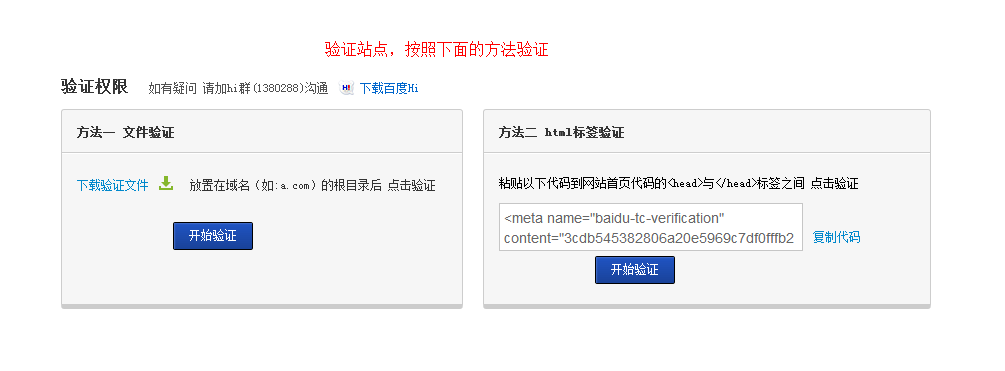 验证站点，按照下面的方法验证
验证权限 如有疑问 请加hi群(1380288)沟通 Hi 下载百度Hi
方法一 文件验证
下载验证文件 放置在域名（如:a.com）的根目录后 点击验证
开始验证
方法二 html标签验证
粘贴以下代码到网站首页代码的<head>与</head>标签之间 点击验证
<meta name="baidu-tc-verification"
content="3cdb545382806a20e5969c7df0fffb2
复制代码
开始验证